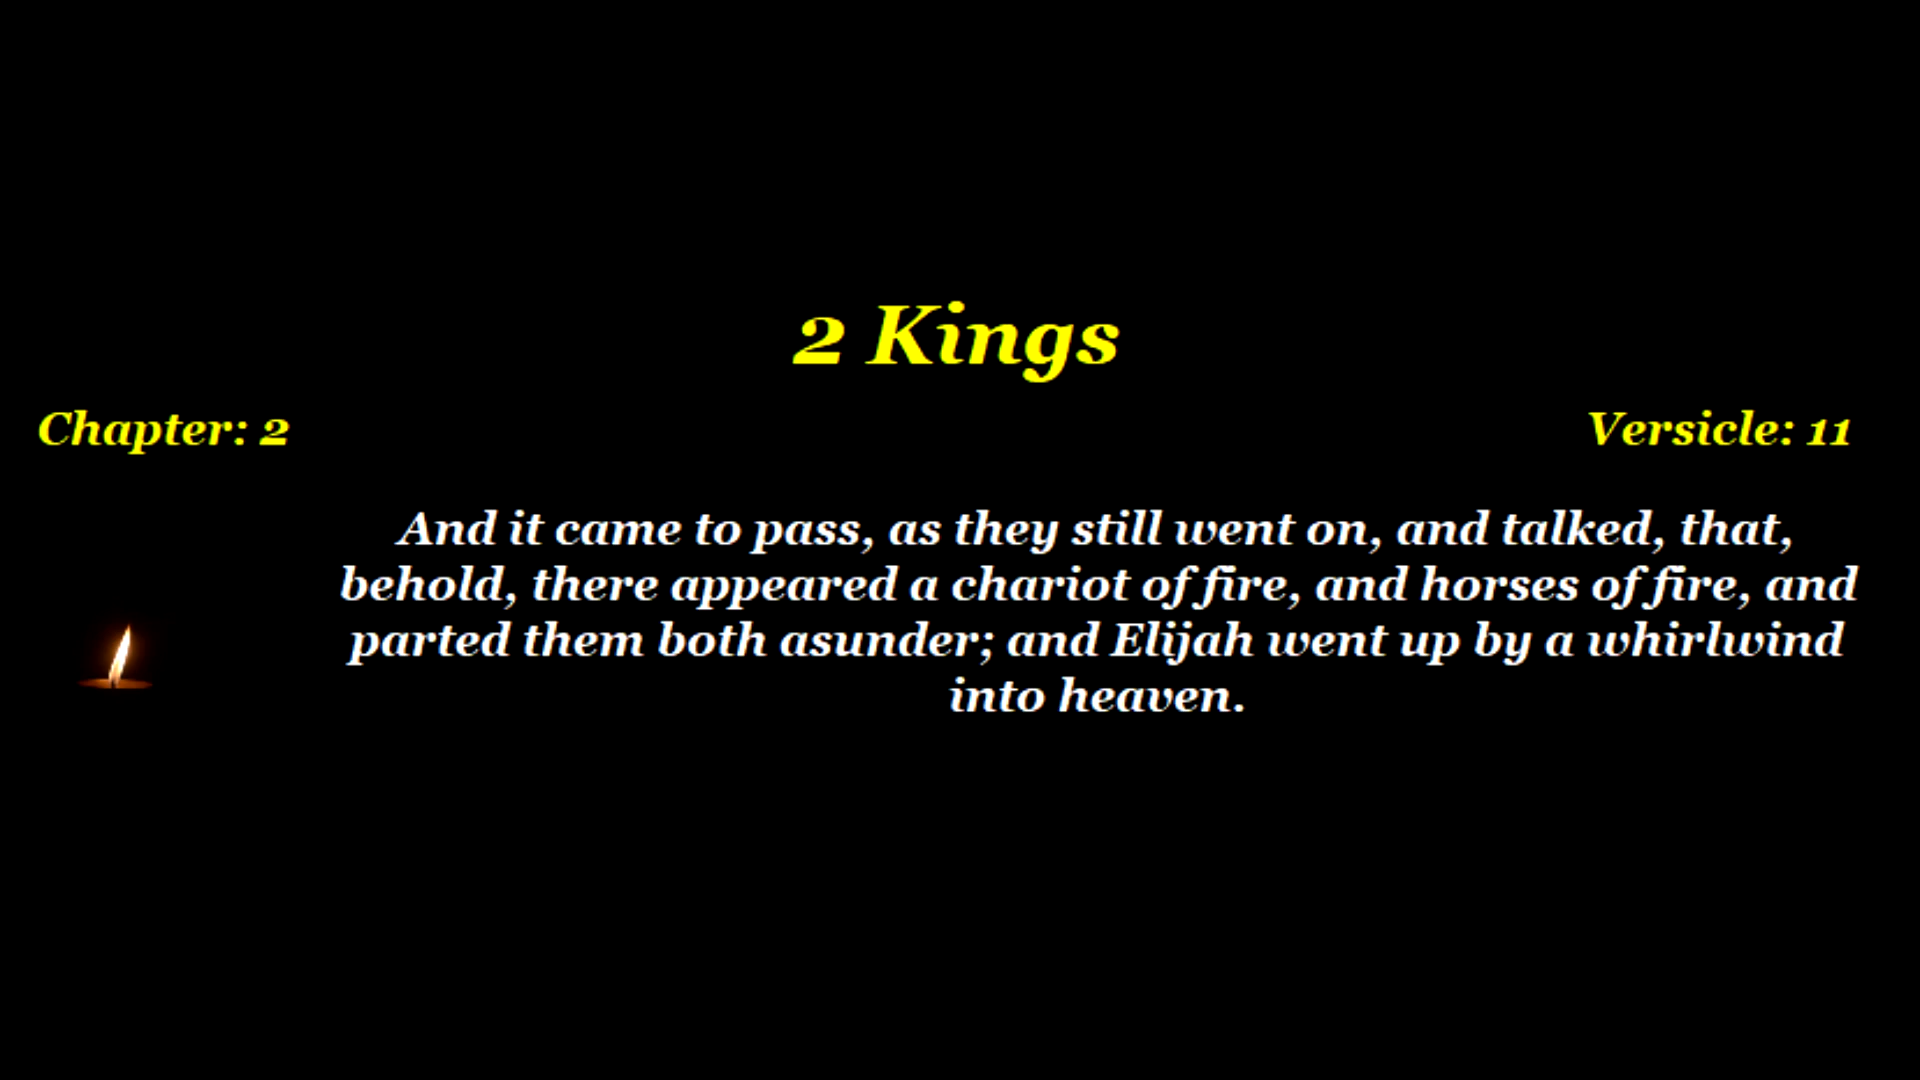 2 Kings
Chapter: 2
Versicle: 11
And it came to pass, as they still went on, and talked, that,
behold, there appeared a chariot of fire, and horses of fire, and
parted them both asunder; and Elijah went up by a whirlwind
into heaven.